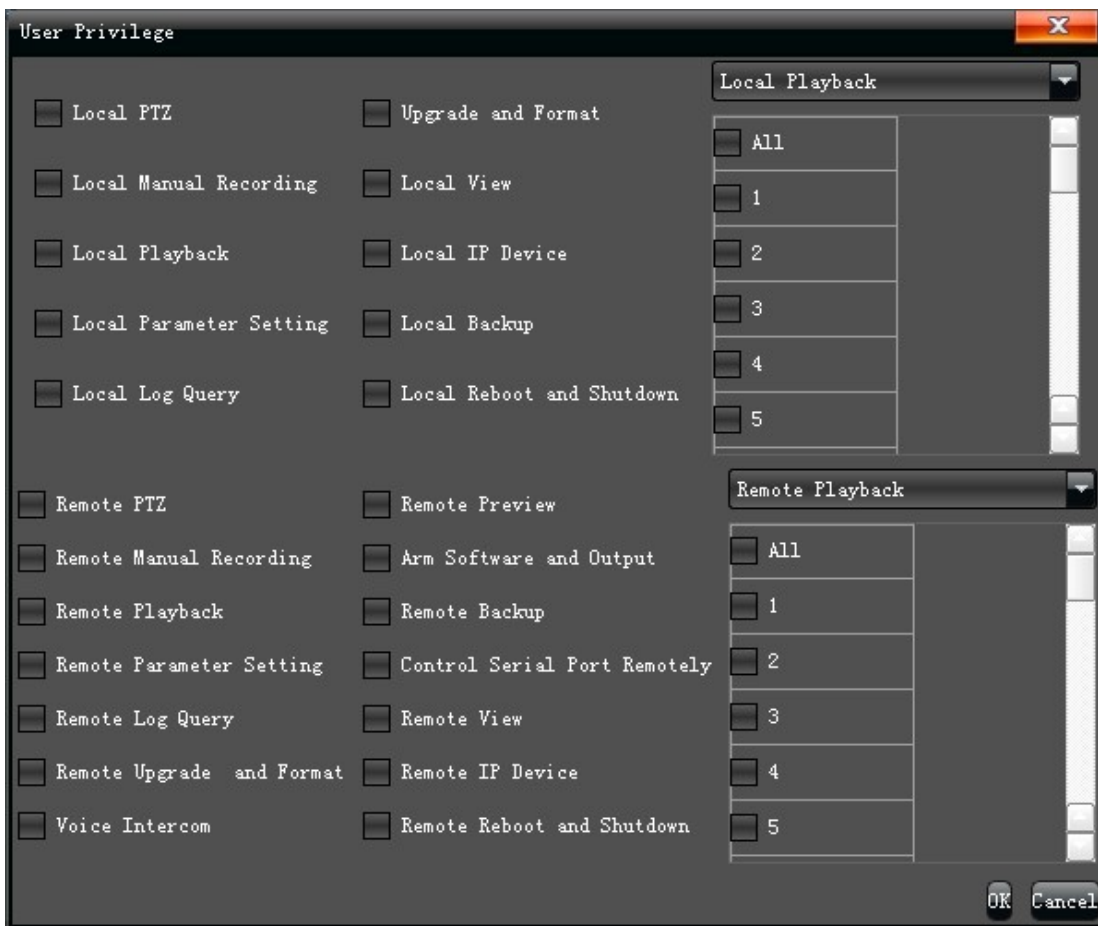 User Privilege
Local PTZ
Upgrade and Format
Local Manual Recording
Local View
Local Playback
Local IP Device
Local Parameter Setting
Local Backup
Local Log Query
Local Reboot and Shutdown
Local Playback
All
1
2
3
4
5
Remote PTZ
Remote Preview
Remote Manual Recording
Arm Software and Output
Remote Playback
Remote Backup
Remote Parameter Setting
Control Serial Port Remotely
Remote Log Query
Remote View
Remote Upgrade and Format
Remote IP Device
Voice Intercom
Remote Reboot and Shutdown
Remote Playback
All
1
2
3
4
5
OK
Cancel